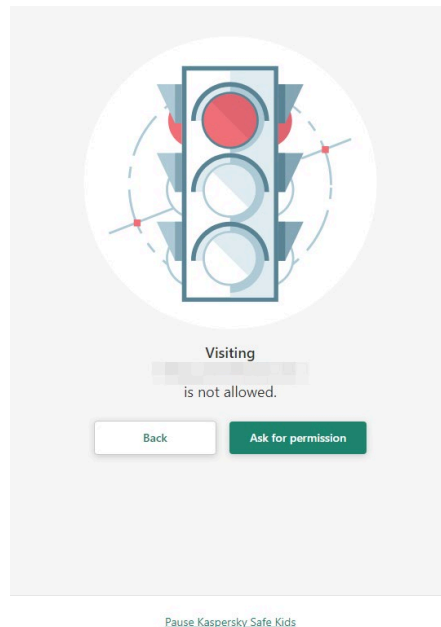 Visiting
is not allowed.
Back
Ask for permission
Pause Kaspersky Safe Kids